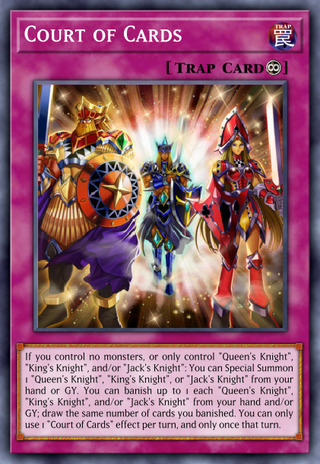 Court of Cards
TRAP
罠
[ Trap Card ]
If you control no monsters, or only control "Queen's Knight",
"King's Knight", and/or "Jack's Knight": You can Special Summon
1 "Queen's Knight", "King's Knight", or "Jack's Knight" from your
hand or GY. You can banish up to 1 each "Queen's Knight",
"King's Knight", and/or "Jack's Knight" from your hand and/or
GY; draw the same number of cards you banished. You can only
use 1 "Court of Cards" effect per turn, and only once that turn.